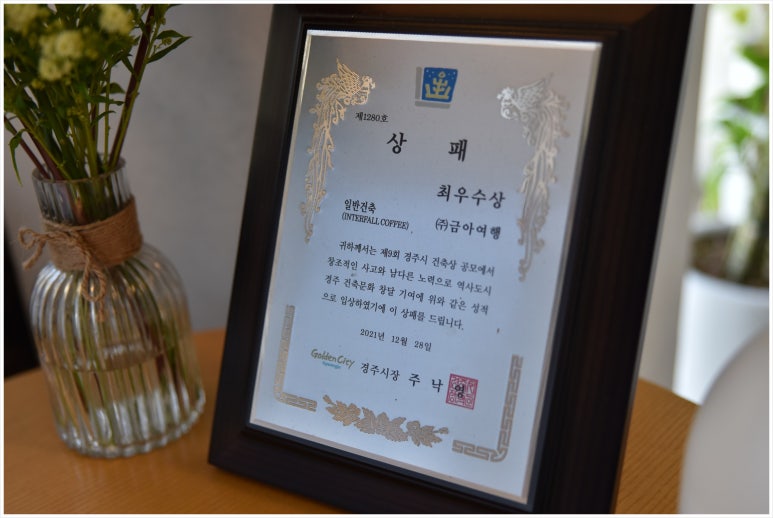 제1280호
상 패
최우수상
일반건축
(INTERFALL COFFEE) ㈜금아여행
귀하께서는 제9회 경주시 건축상 공모에서
창조적인 사고와 남다른 노력으로 역사도시
경주 건축문화 창달 기여에 위와 같은 성적
으로 입상하였기에 이 상패를 드립니다.
2021년 12월 28일
Golden City
Gyeongju
경주시장 주 낙 영